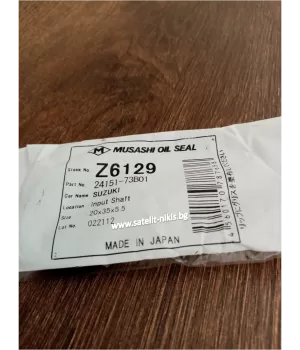 M MUSASHI OIL SEAL
Stock No. Z6129
Part No. 24151-73B01
Car Name SUZUKI
Location Input Shaft
Size 20x35x5.5
Lot No 022112
www.satelit-nikis.bg
MADE IN JAPAN